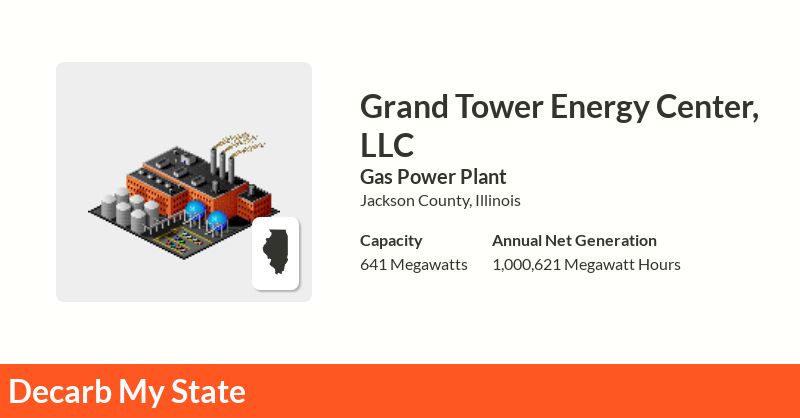 Grand Tower Energy Center,
LLC
Gas Power Plant
Jackson County, Illinois
Capacity
641 Megawatts
Annual Net Generation
1,000,621 Megawatt Hours
Decarb My State